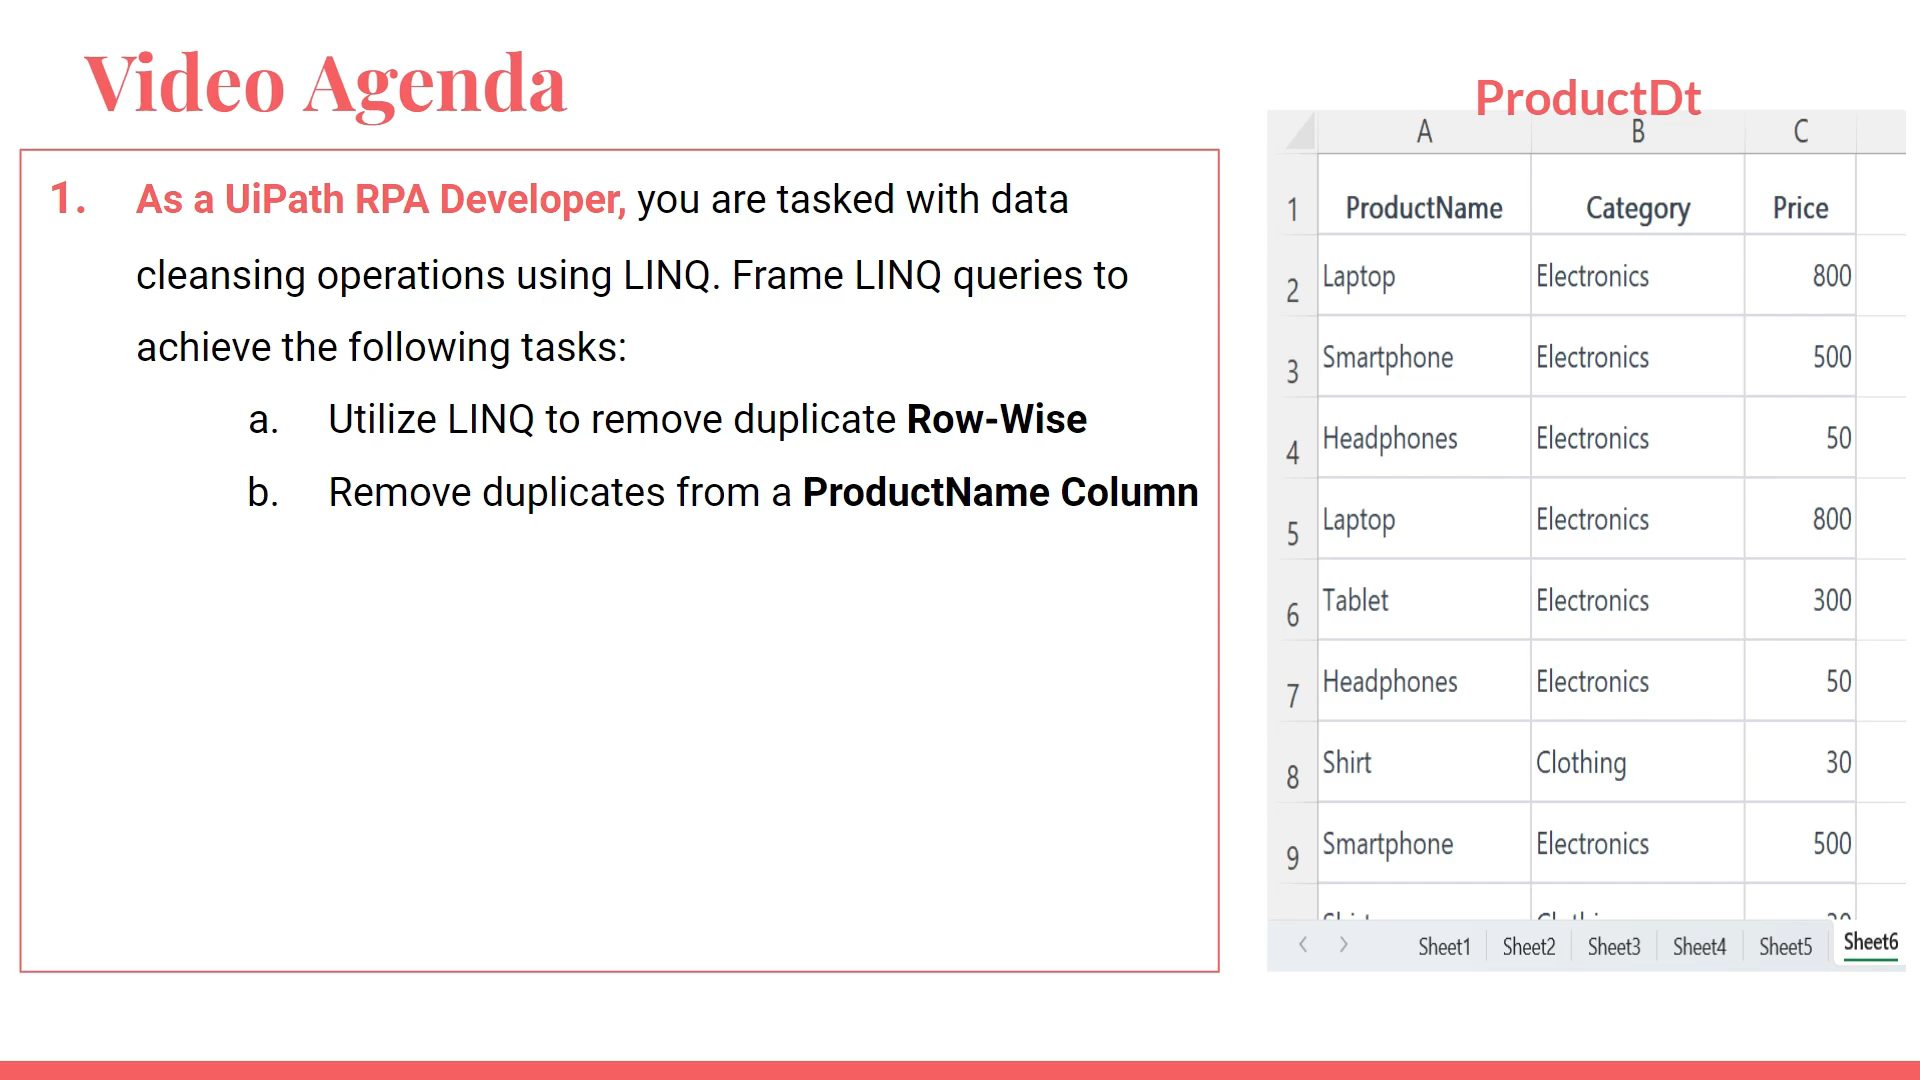 Video Agenda
1. As a UiPath RPA Developer, you are tasked with data
cleansing operations using LINQ. Frame LINQ queries to
achieve the following tasks:
a. Utilize LINQ to remove duplicate Row-Wise
b. Remove duplicates from a ProductName Column
ProductDt
A B C
1 ProductName Category Price
2 Laptop Electronics 800
3 Smartphone Electronics 500
4 Headphones Electronics 50
5 Laptop Electronics 800
6 Tablet Electronics 300
7 Headphones Electronics 50
8 Shirt Clothing 30
9 Smartphone Electronics 500
Sheet1 Sheet2 Sheet3 Sheet4 Sheet5 Sheet6